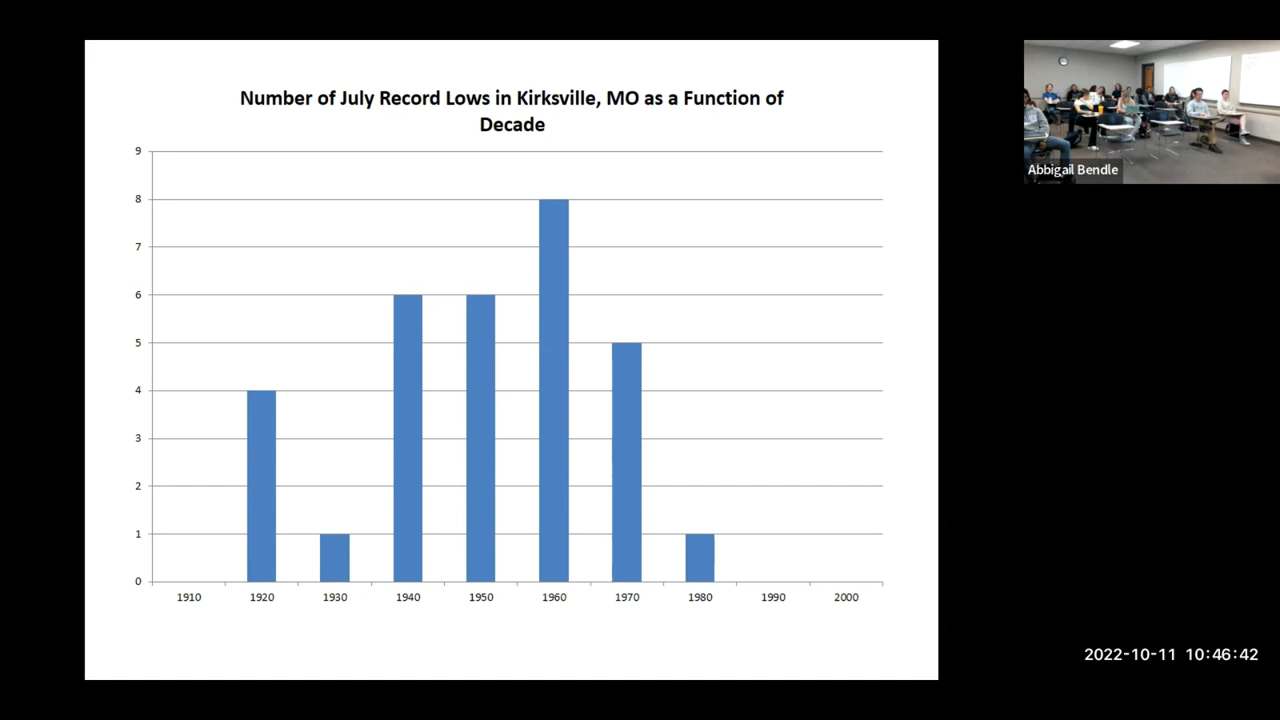 Number of July Record Lows in Kirksville, MO as a Function of
Decade
9
8
7
6
5
4
3
2
1
0
1910 1920 1930 1940 1950 1960 1970 1980 1990 2000
Abbigail Bendle
2022-10-11 10:46:42